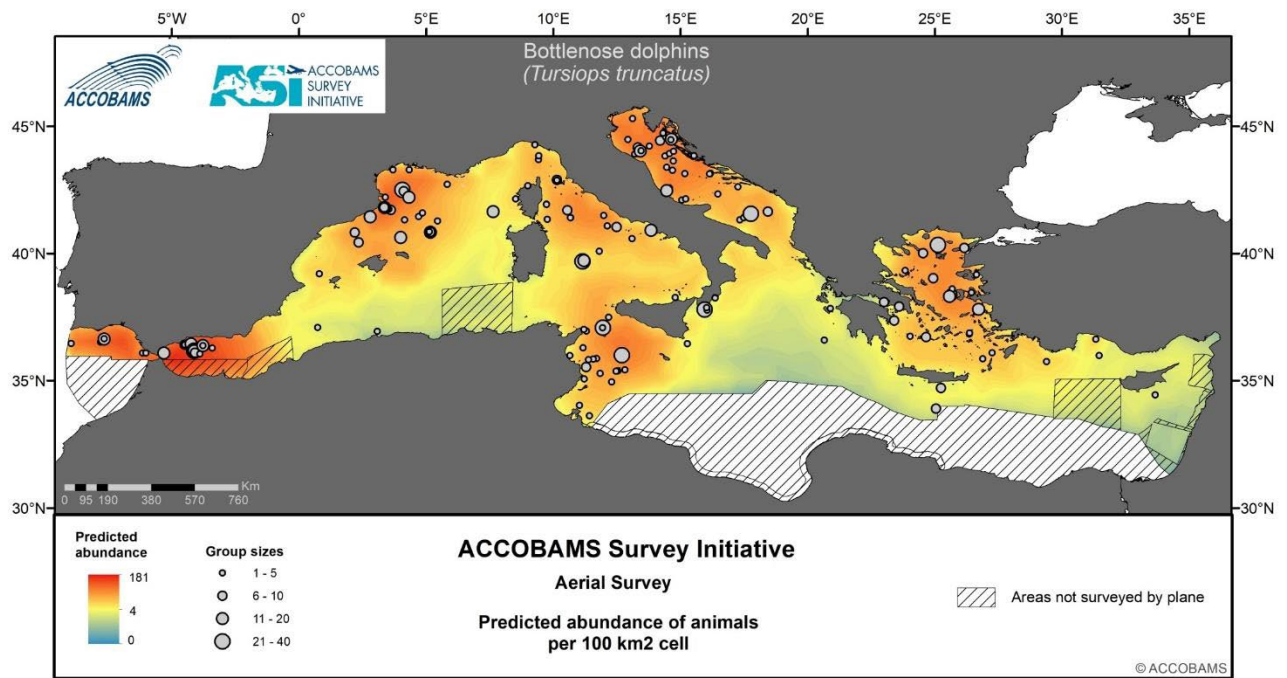 5°W 0° 5°E 10°E 15°E 20°E 25°E 30°E 35°E
Bottlenose dolphins
(Tursiops truncatus)
ACCOBAMS
ASI
ACCOBAMS
SURVEY
INITIATIVE
45°N 45°N
40°N 40°N
35°N 35°N
30°N 30°N
Km
0 95 190 380 570 760
Predicted
abundance
181
4
0
Group sizes
1 - 5
6 - 10
11 - 20
21 - 40
ACCOBAMS Survey Initiative
Aerial Survey
Predicted abundance of animals
per 100 km2 cell
Areas not surveyed by plane
© ACCOBAMS